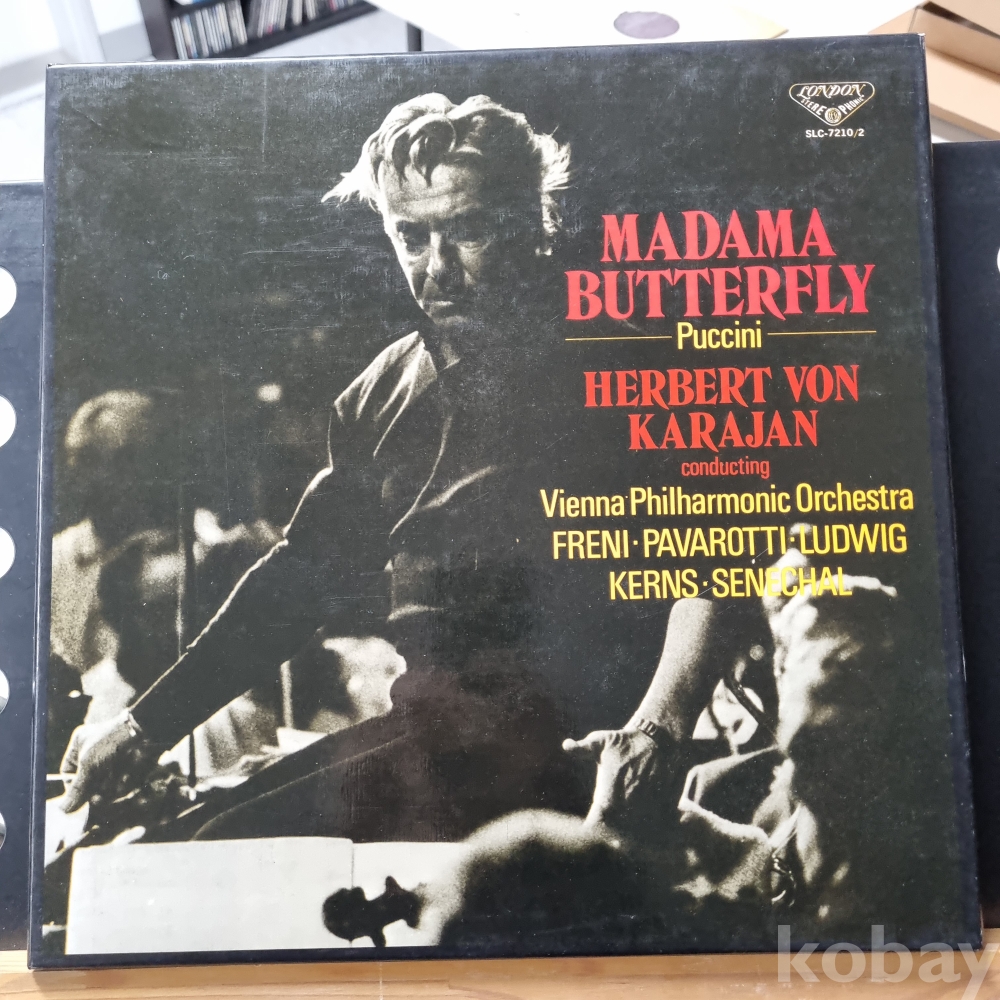 LONDON
STEREO PHONIC
SLC-7210/2
MADAMA
BUTTERFLY
Puccini
HERBERT VON
KARAJAN
conducting
Vienna Philharmonic Orchestra
FRENI·PAVAROTTI·LUDWIG
KERNS·SENECHAL
kobay